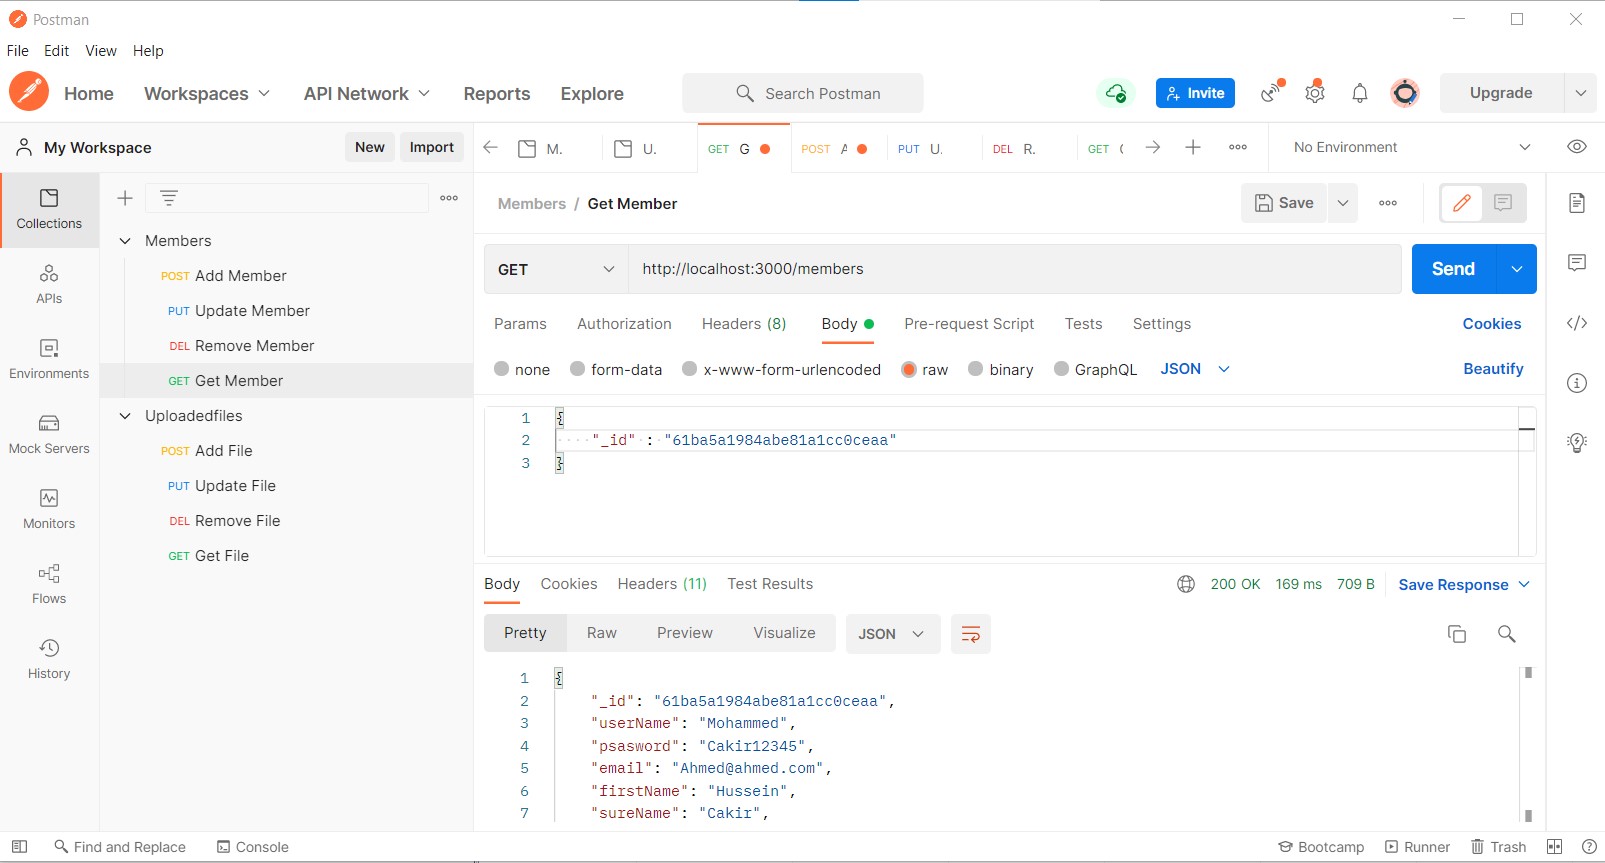 Postman
File Edit View Help
Home Workspaces API Network Reports Explore Search Postman Invite Upgrade
My Workspace New Import M. U. GET G POST A PUT U. DEL R. GET No Environment
Collections
APIs
Environments
Mock Servers
Monitors
Flows
History
Members
POST Add Member
PUT Update Member
DEL Remove Member
GET Get Member
Uploadedfiles
POST Add File
PUT Update File
DEL Remove File
GET Get File
Members / Get Member Save
GET http://localhost:3000/members Send
Params Authorization Headers (8) Body Pre-request Script Tests Settings Cookies
none form-data x-www-form-urlencoded raw binary GraphQL JSON Beautify
1 {
2 "_id" : "61ba5a1984abe81a1cc0ceaa"
3 }
Body Cookies Headers (11) Test Results 200 OK 169 ms 709 B Save Response
Pretty Raw Preview Visualize JSON
1 {
2 "_id": "61ba5a1984abe81a1cc0ceaa",
3 "userName": "Mohammed",
4 "psasword": "Cakir12345",
5 "email": "Ahmed@ahmed.com",
6 "firstName": "Hussein",
7 "sureName": "Cakir",
Find and Replace Console Bootcamp Runner Trash